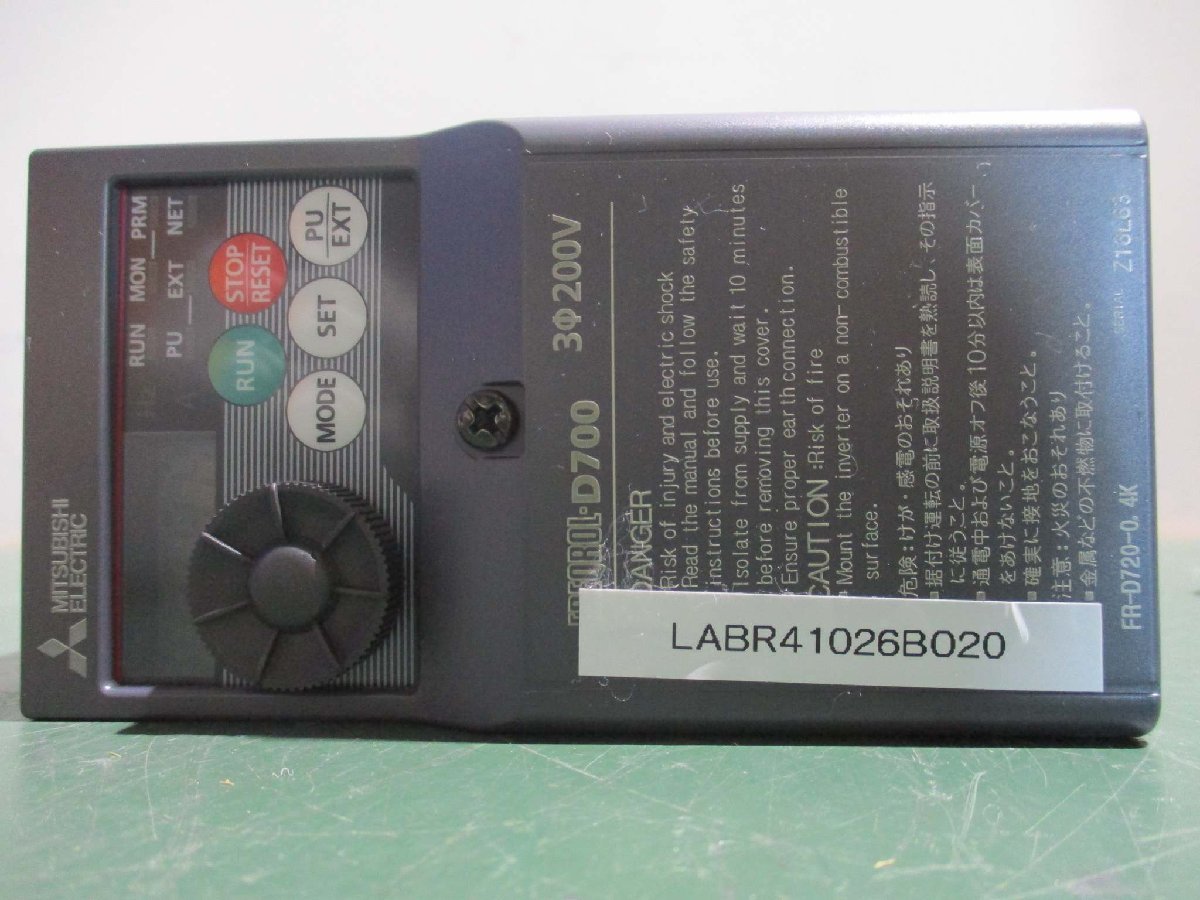 MITSUBISHI
ELECTRIC
RUN MON PRM
PU EXT NET
RUN
STOP
RESET
MODE
SET
PU
EXT
FREQROL-D700 3Φ200V
DANGER
Risk of injury and electric shock
Read the manual and follow the safety
instructions before use.
Isolate from supply and wait 10 minutes
before removing this cover.
Ensure proper earth connection.
CAUTION :Risk of fire
Mount the inverter on a non-combustible
surface.
危険:けが・感電のおそれあり
■据付け運転の前に取扱説明書を熟読し、その指示
に従うこと。
■通電中および電源オフ後10分以内は表面カバー
をあけないこと。
■確実に接地をおこなうこと。
注意:火災のおそれあり
■金属などの不燃物に取付けること。
FR-D720-0.4K
SERIAL
LABR41026B020